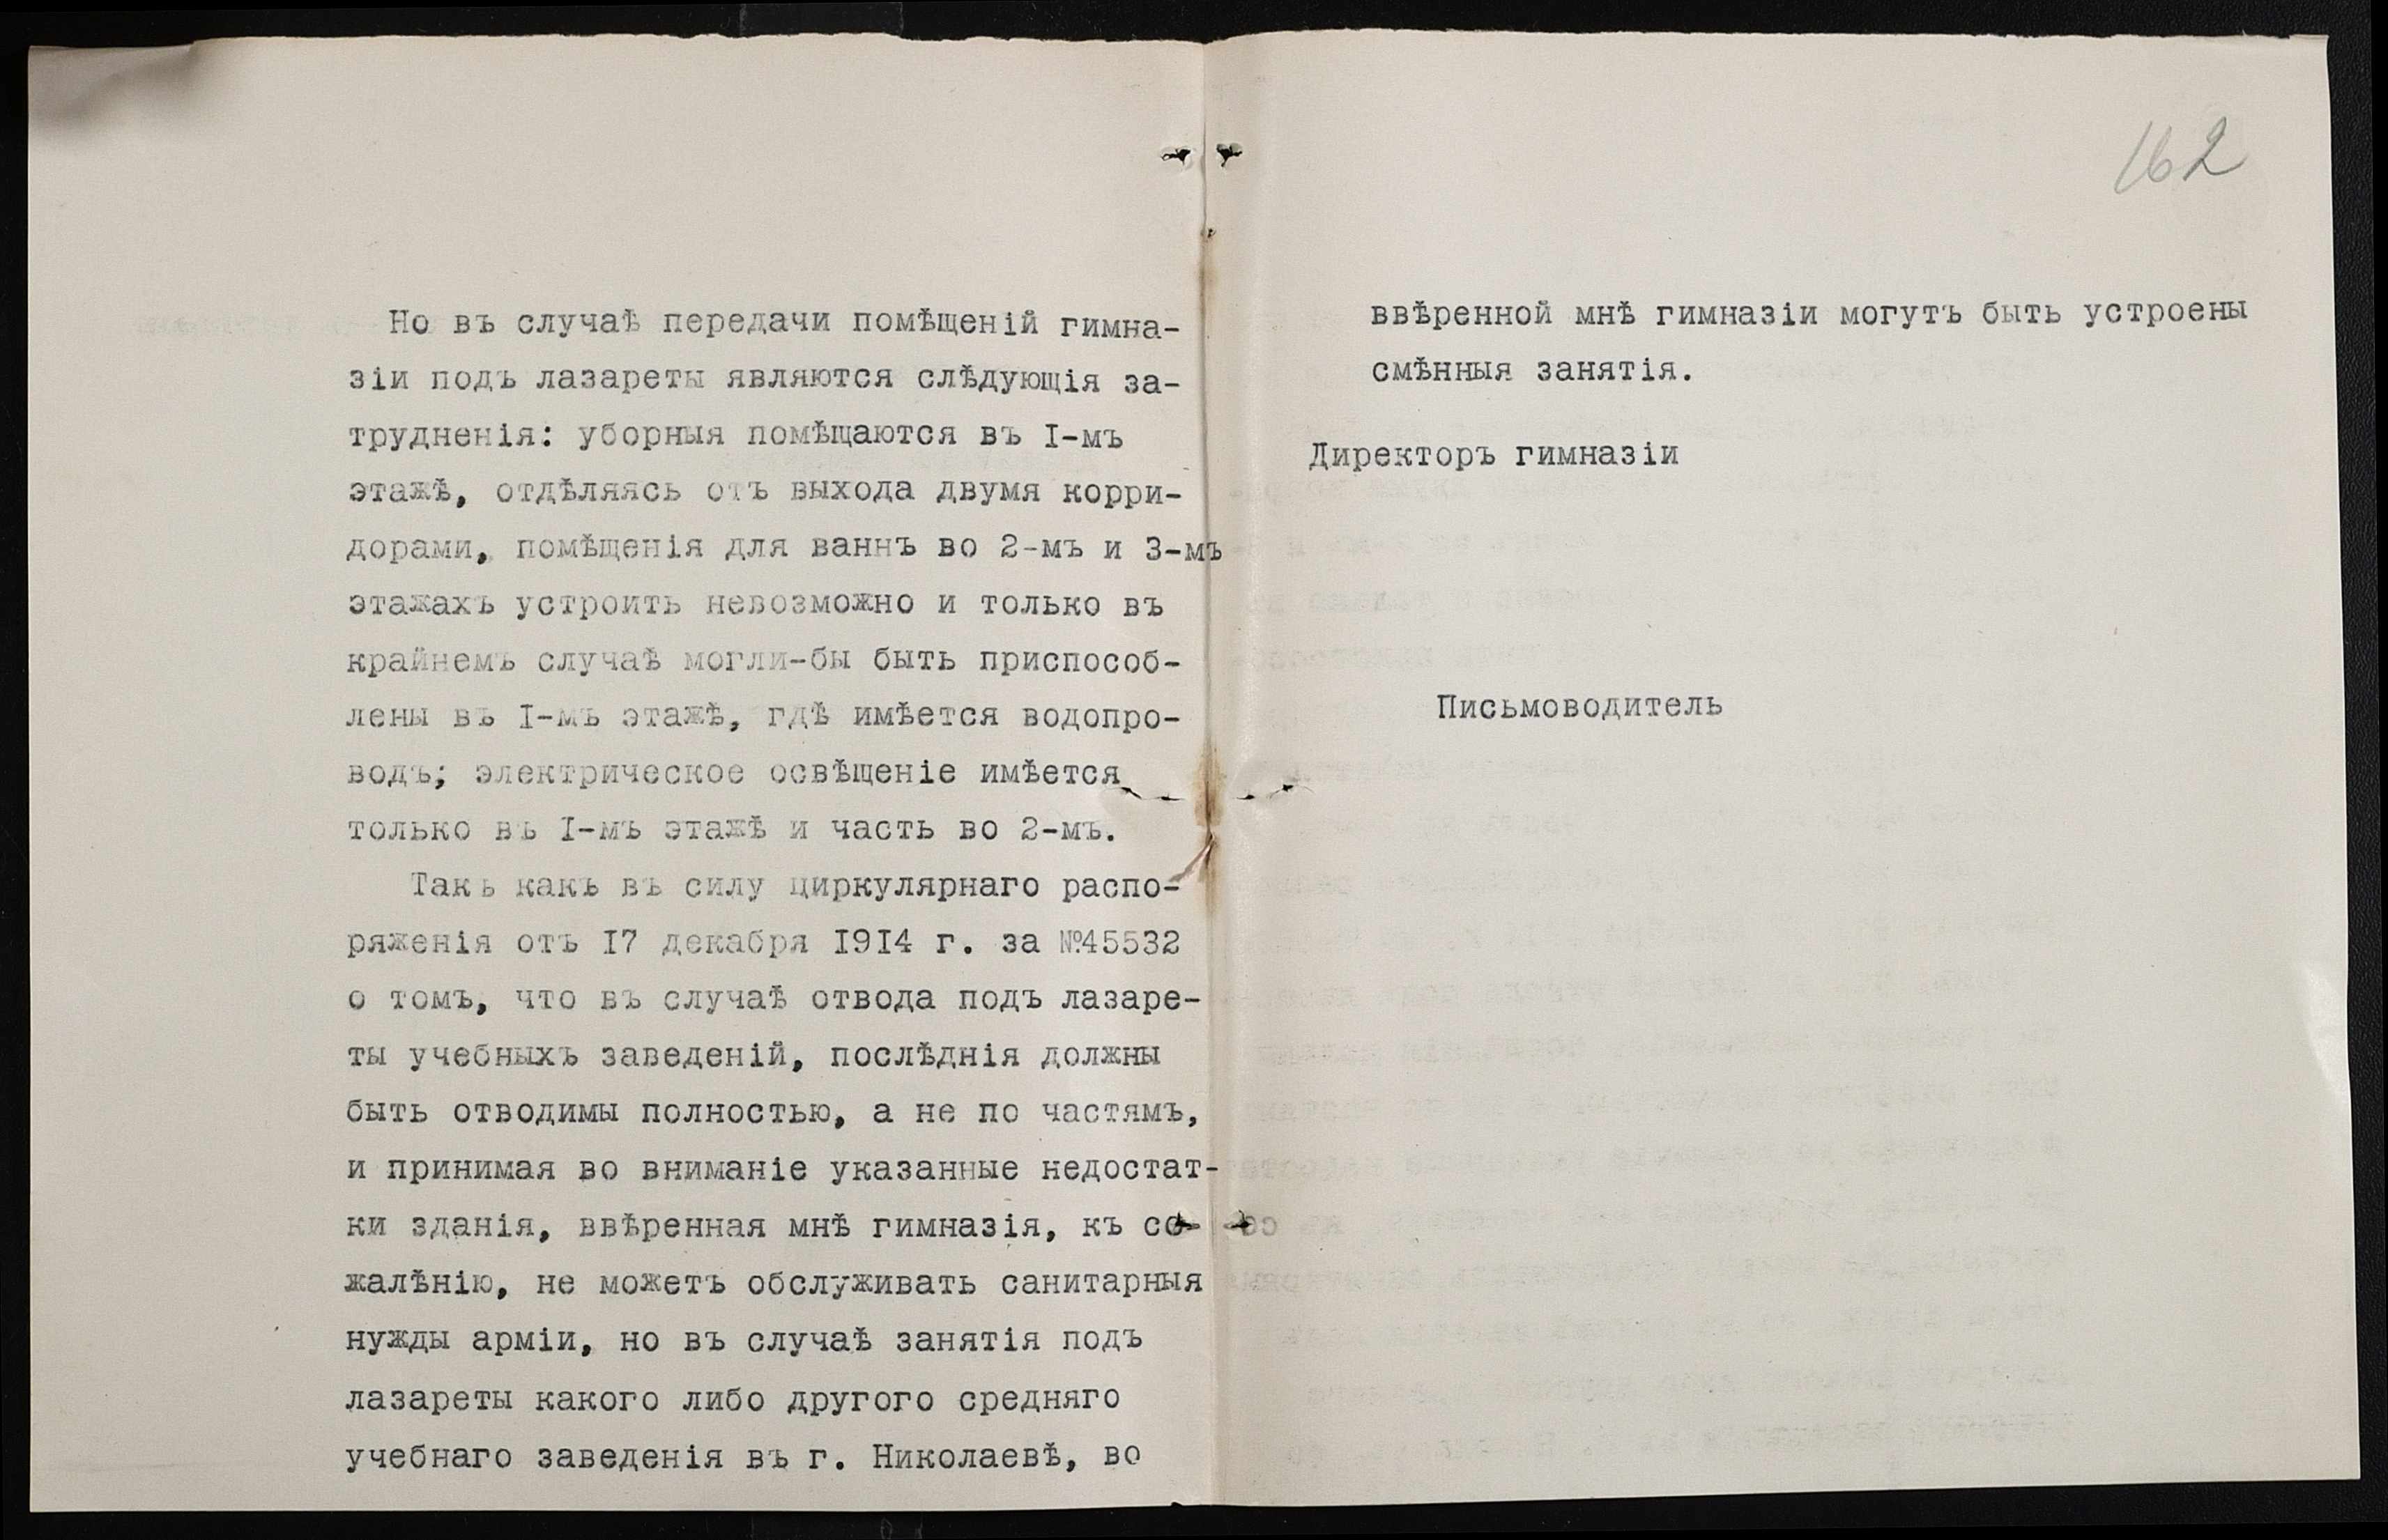 Но въ случаѣ передачи помѣщеній гимна-
зіи подъ лазареты являются слѣдующія за-
трудненія: уборныя помѣщаются въ I-мъ
этажѣ, отдѣляясь отъ выхода двумя корри-
дорами, помѣщенія для ваннъ во 2-мъ и 3-мъ
этажахъ устроить невозможно и только въ
крайнемъ случаѣ могли-бы быть приспособ-
лены въ I-мъ этажѣ, гдѣ имѣется водопро-
водъ; электрическое освѣщеніе имѣется
только въ I-мъ этажѣ и часть во 2-мъ.
Такъ какъ въ силу циркулярнаго распо-
ряженія отъ I7 декабря I9I4 г. за №45532
о томъ, что въ случаѣ отвода подъ лазаре-
ты учебныхъ заведеній, послѣднія должны
быть отводимы полностью, а не по частямъ,
и принимая во вниманіе указанные недостат-
ки зданія, ввѣренная мнѣ гимназія, къ со-
жалѣнію, не можетъ обслуживать санитарныя
нужды арміи, но въ случаѣ занятія подъ
лазареты какого либо другого средняго
учебнаго заведенія въ г. Николаевѣ, во
162
ввѣренной мнѣ гимназіи могутъ быть устроены
смѣнныя занятія.
Директоръ гимназіи
Письмоводитель